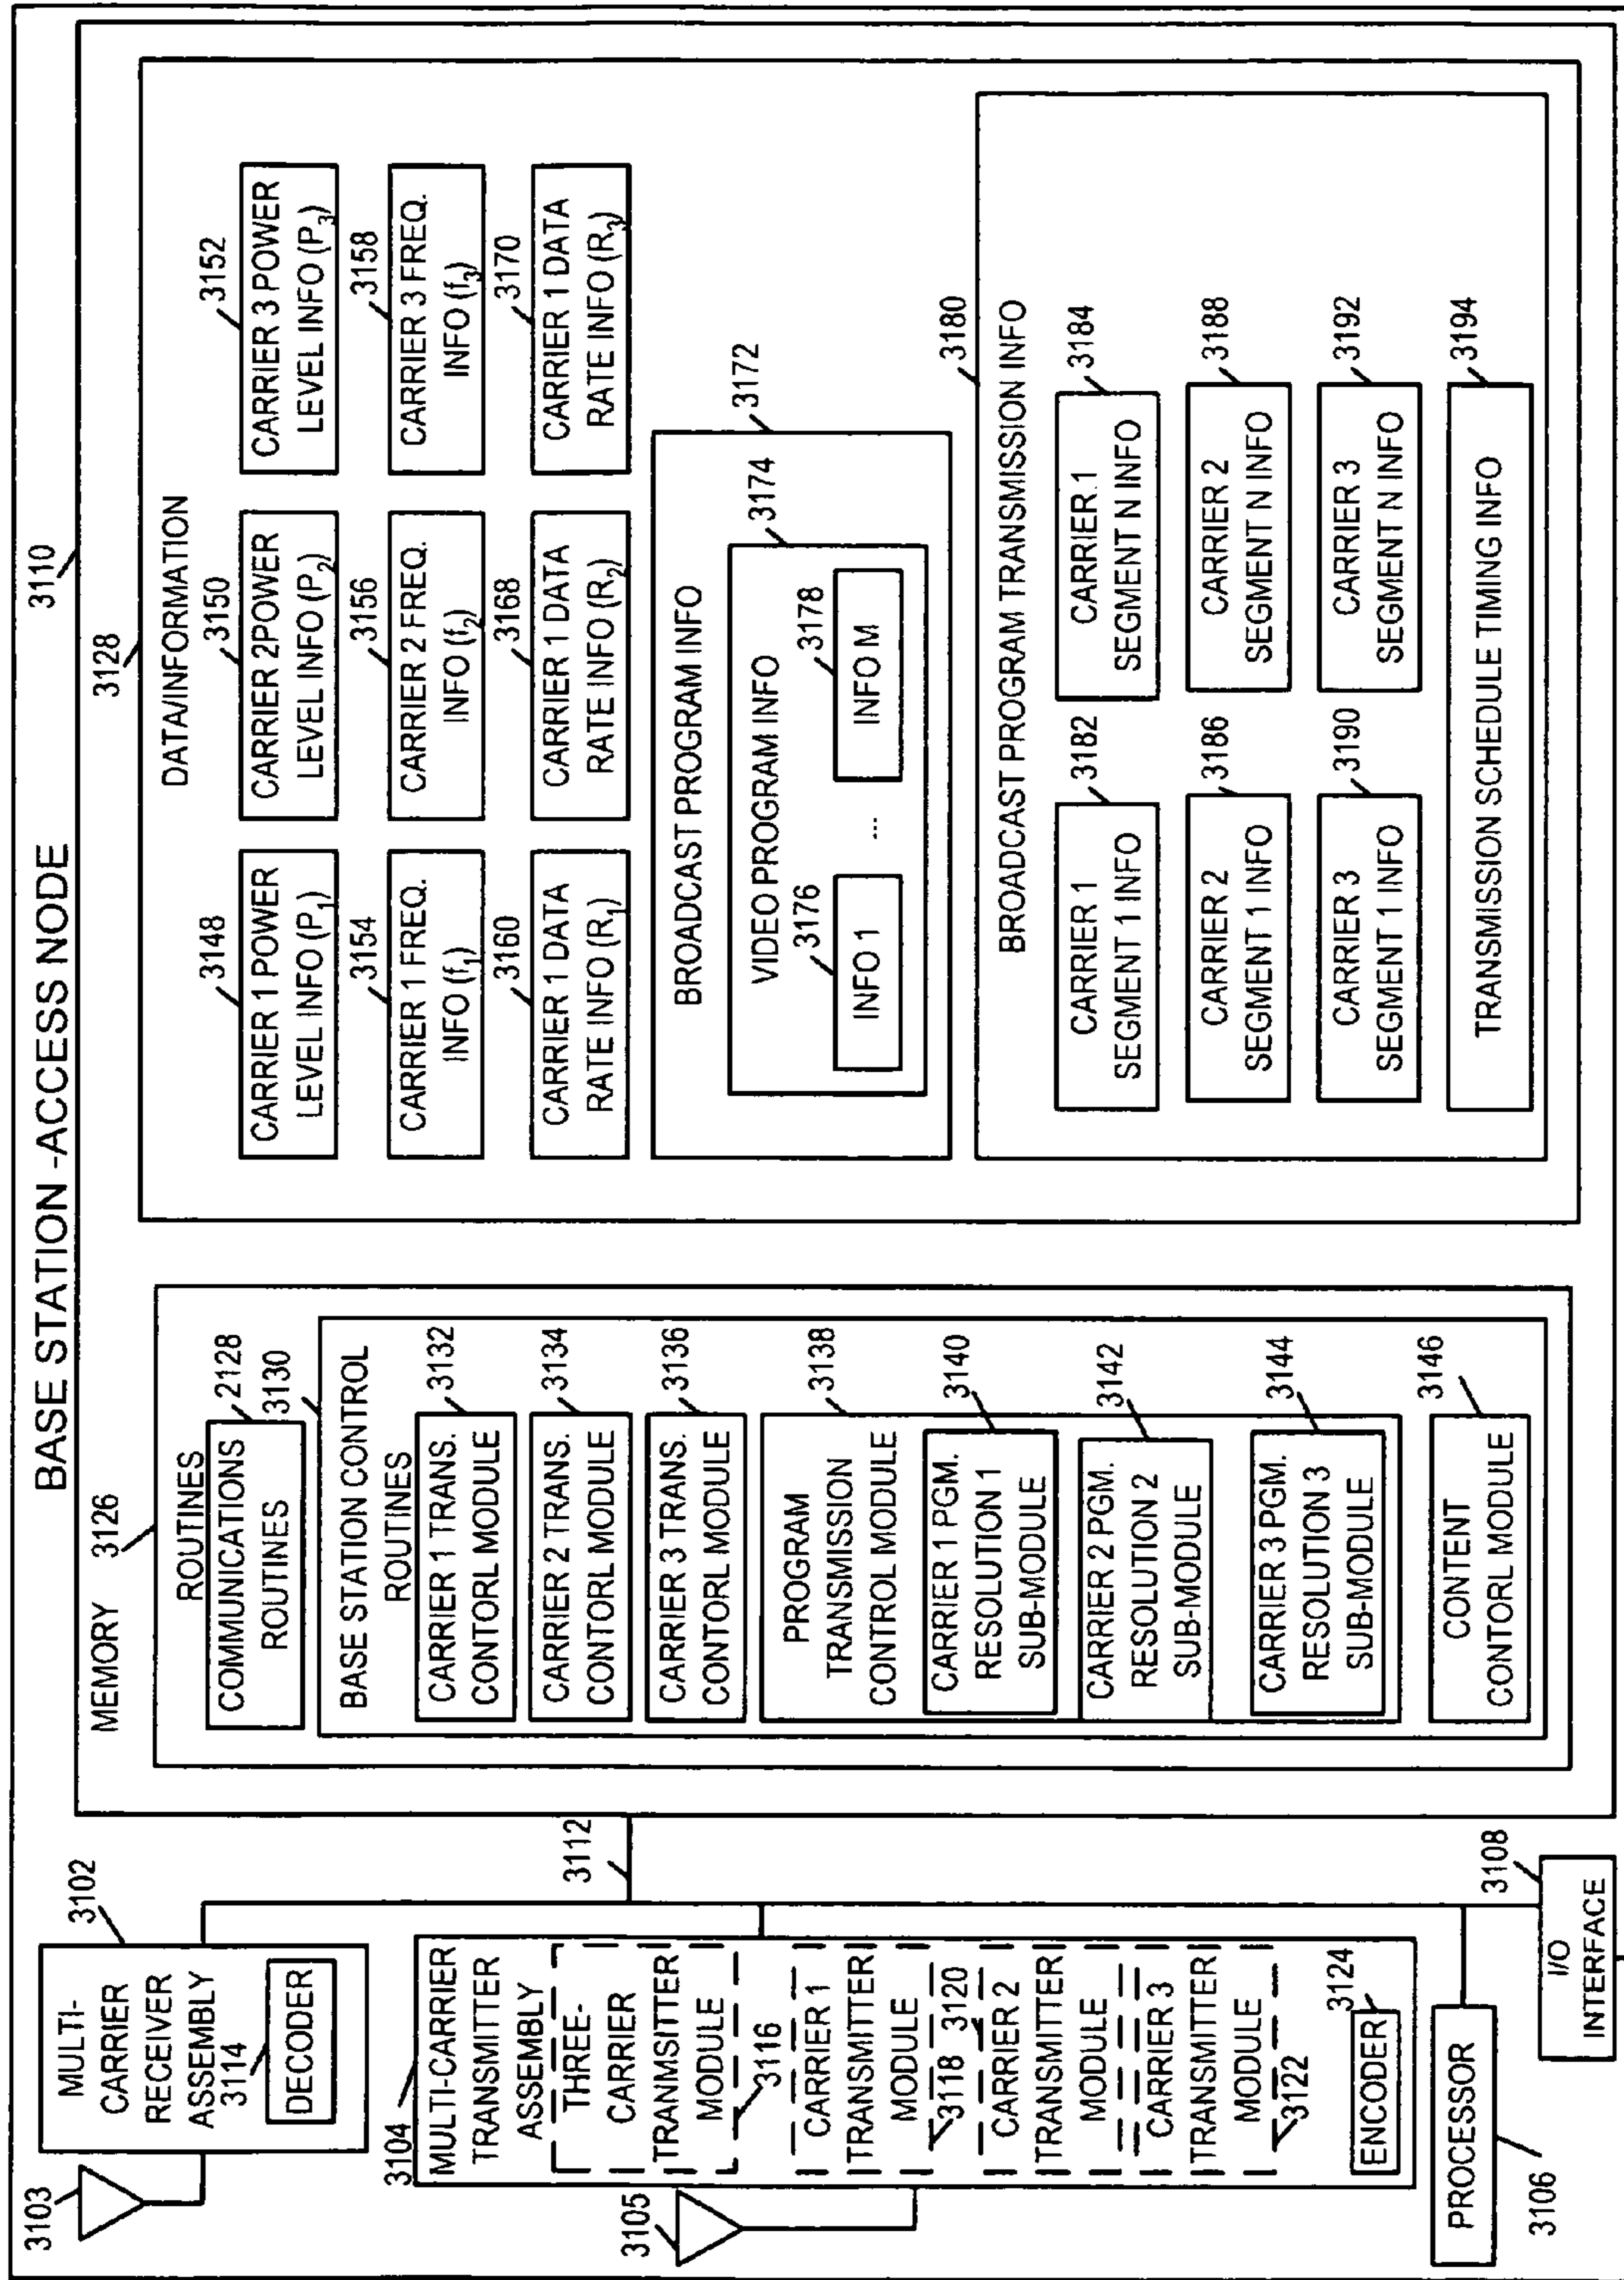 BASE STATION -ACCESS NODE
3110
3102
MULTI-
CARRIER
RECEIVER
ASSEMBLY
3114
DECODER
3103
3104
MULTI-CARRIER
TRANSMITTER
ASSEMBLY
THREE-
CARRIER
TRANMSITTER
MODULE
3116
CARRIER 1
TRANSMITTER
MODULE
3118
3120
CARRIER 2
TRANSMITTER
MODULE
CARRIER 3
TRANSMITTER
MODULE
3122
3124
ENCODER
3105
PROCESSOR
3106
3108
I/O
INTERFACE
3112
MEMORY
3126
ROUTINES
COMMUNICATIONS
ROUTINES
2128
3130
BASE STATION CONTROL
ROUTINES
3132
CARRIER 1 TRANS.
CONTORL MODULE
3134
CARRIER 2 TRANS.
CONTORL MODULE
3136
CARRIER 3 TRANS.
CONTORL MODULE
3138
PROGRAM
TRANSMISSION
CONTROL MODULE
3140
CARRIER 1 PGM.
RESOLUTION 1
SUB-MODULE
3142
CARRIER 2 PGM.
RESOLUTION 2
SUB-MODULE
3144
CARRIER 3 PGM.
RESOLUTION 3
SUB-MODULE
3146
CONTENT
CONTORL MODULE
3128
DATA/INFORMATION
3148
CARRIER 1 POWER
LEVEL INFO (P1)
3150
CARRIER 2POWER
LEVEL INFO (P2)
3152
CARRIER 3 POWER
LEVEL INFO (P3)
3154
CARRIER 1 FREQ.
INFO (f1)
3156
CARRIER 2 FREQ.
INFO (f2)
3158
CARRIER 3 FREQ.
INFO (f3)
3160
CARRIER 1 DATA
RATE INFO (R1)
3168
CARRIER 1 DATA
RATE INFO (R2)
3170
CARRIER 1 DATA
RATE INFO (R3)
3172
BROADCAST PROGRAM INFO
3174
VIDEO PROGRAM INFO
3176
INFO 1
...
3178
INFO M
3180
BROADCAST PROGRAM TRANSMISSION INFO
3182
CARRIER 1
SEGMENT 1 INFO
3184
CARRIER 1
SEGMENT N INFO
3186
CARRIER 2
SEGMENT 1 INFO
3188
CARRIER 2
SEGMENT N INFO
3190
CARRIER 3
SEGMENT 1 INFO
3192
CARRIER 3
SEGMENT N INFO
3194
TRANSMISSION SCHEDULE TIMING INFO